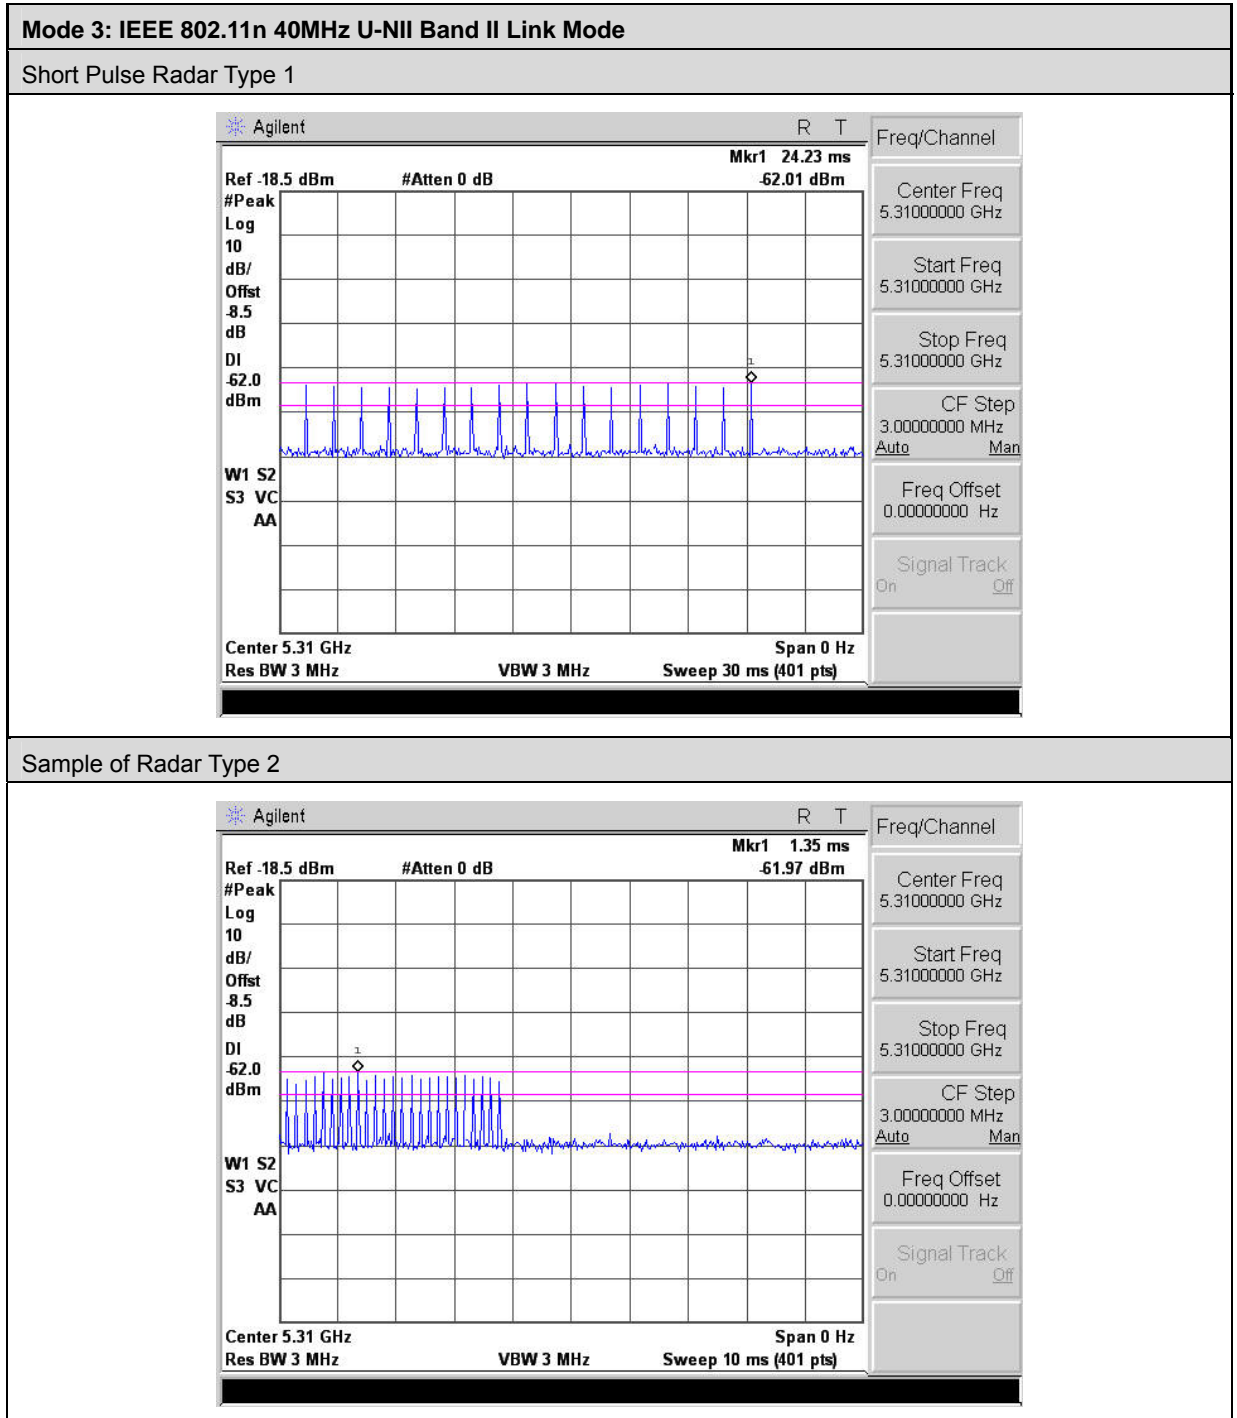 Mode 3: IEEE 802.11n 40MHz U-NII Band II Link Mode
Short Pulse Radar Type 1
Agilent R T
Freq/Channel
Mkr1 24.23 ms
Ref -18.5 dBm #Atten 0 dB -62.01 dBm
#Peak
Log
10
dB/
Offst
-8.5
dB
DI
-62.0
dBm
1
W1 S2
S3 VC
AA
Center 5.31 GHz Span 0 Hz
Res BW 3 MHz VBW 3 MHz Sweep 30 ms (401 pts)
Center Freq
5.31000000 GHz
Start Freq
5.31000000 GHz
Stop Freq
5.31000000 GHz
CF Step
3.00000000 MHz
Auto Man
Freq Offset
0.00000000 Hz
Signal Track
On Off
Sample of Radar Type 2
Agilent R T
Freq/Channel
Mkr1 1.35 ms
Ref -18.5 dBm #Atten 0 dB -61.97 dBm
#Peak
Log
10
dB/
Offst
-8.5
dB
DI
-62.0
dBm
1
W1 S2
S3 VC
AA
Center 5.31 GHz Span 0 Hz
Res BW 3 MHz VBW 3 MHz Sweep 10 ms (401 pts)
Center Freq
5.31000000 GHz
Start Freq
5.31000000 GHz
Stop Freq
5.31000000 GHz
CF Step
3.00000000 MHz
Auto Man
Freq Offset
0.00000000 Hz
Signal Track
On Off